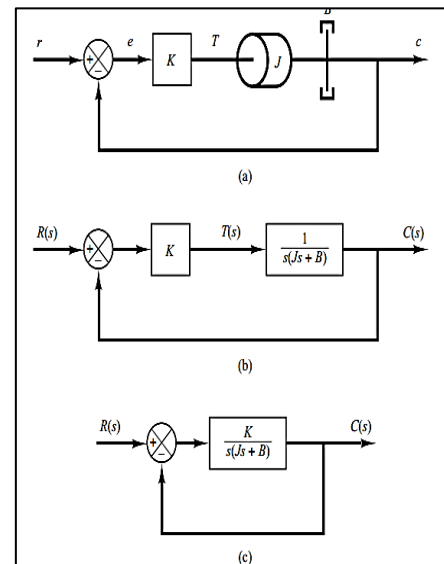 B
r
e
T
c
+
−
K
J
(a)
R(s)
T(s)
C(s)
+
−
K
1
s(Js + B)
(b)
R(s)
C(s)
+
−
K
s(Js + B)
(c)